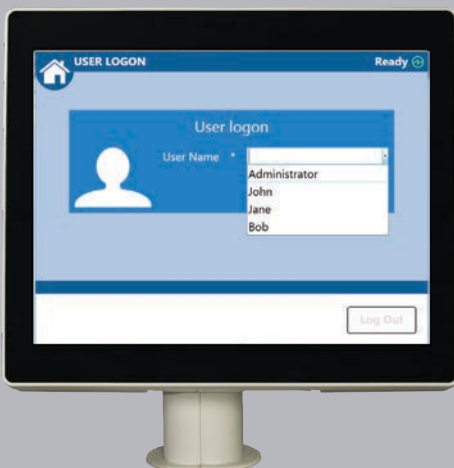 USER LOGON
Ready
User logon
User Name *
Administrator
John
Jane
Bob
Log Out